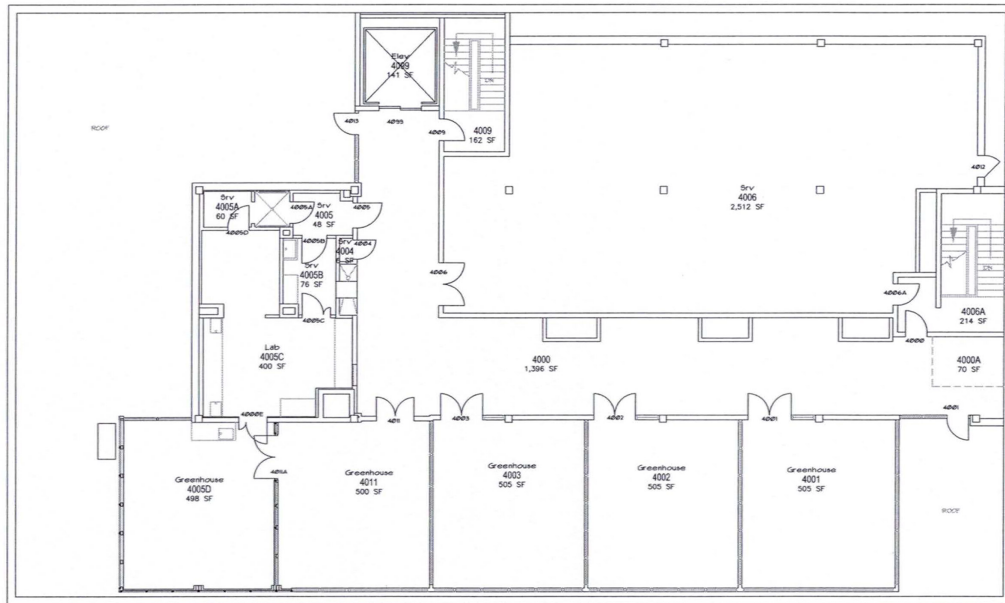 Elev
4099
141 SF
DN
4009
162 SF
4013
4099
4009
ROOF
4012
Srv
4005A
60 SF
4005A
Srv
4005
48 SF
4005
Srv
4006
2,512 SF
4005D
4005B
4004
Srv
4004
Srv
4005B
76 SF
DN
4006
4006A
4005C
4006A
214 SF
4000
Lab
4005C
400 SF
4000
1,396 SF
4000A
70 SF
4011
4003
4002
4001
4001
4011A
Greenhouse
4005D
498 SF
Greenhouse
4011
500 SF
Greenhouse
4003
505 SF
Greenhouse
4002
505 SF
Greenhouse
4001
505 SF
ROOF